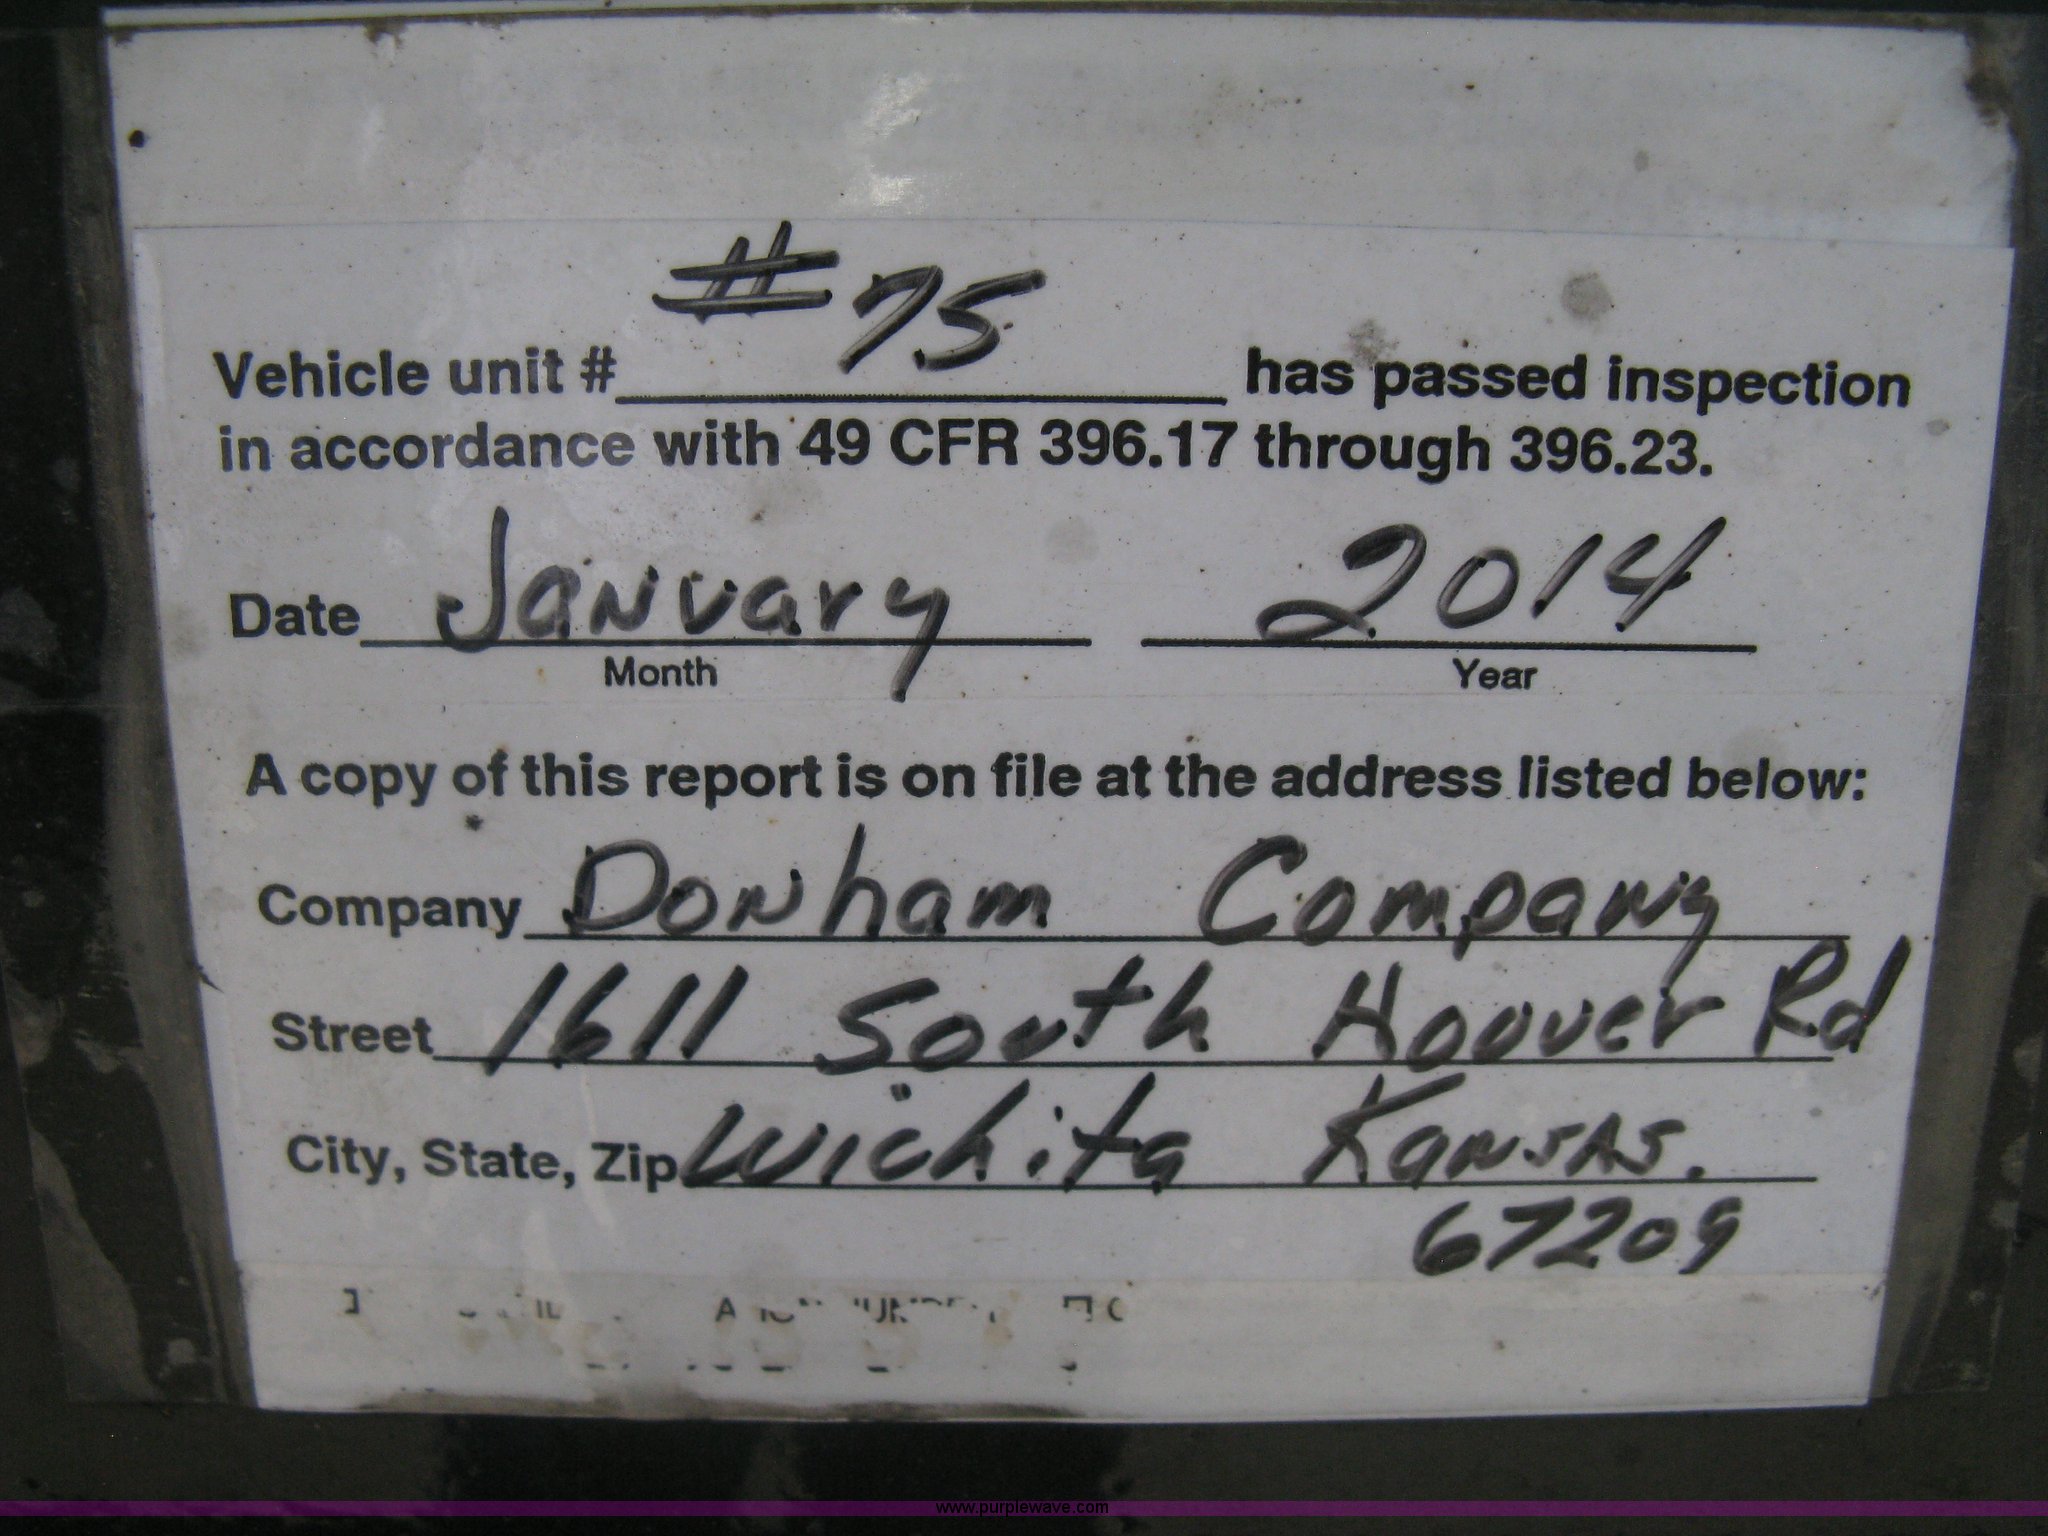 #75
Vehicle unit # has passed inspection
in accordance with 49 CFR 396.17 through 396.23.
Date January 2014
Month Year
A copy of this report is on file at the address listed below:
Company Donham Company
Street 1611 South Hoover Rd
City, State, Zip Wichita Kansas.
67209
www.purplewave.com